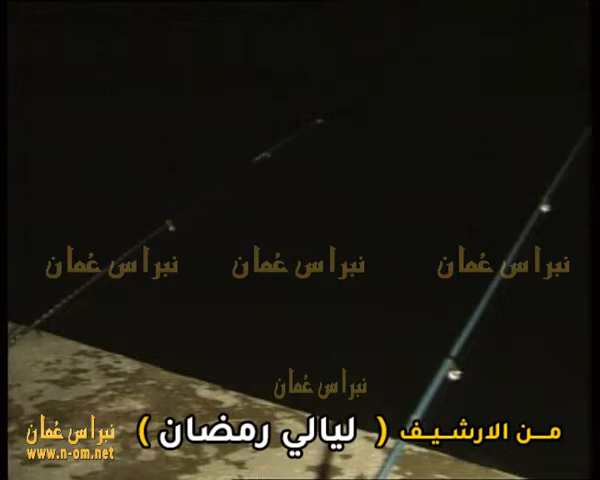 نبراس عُمان نبراس عُمان نبراس عُمان
نبراس عُمان
من الارشيف ( ليالي رمضان )
نبراس عُمان
www.n-om.net